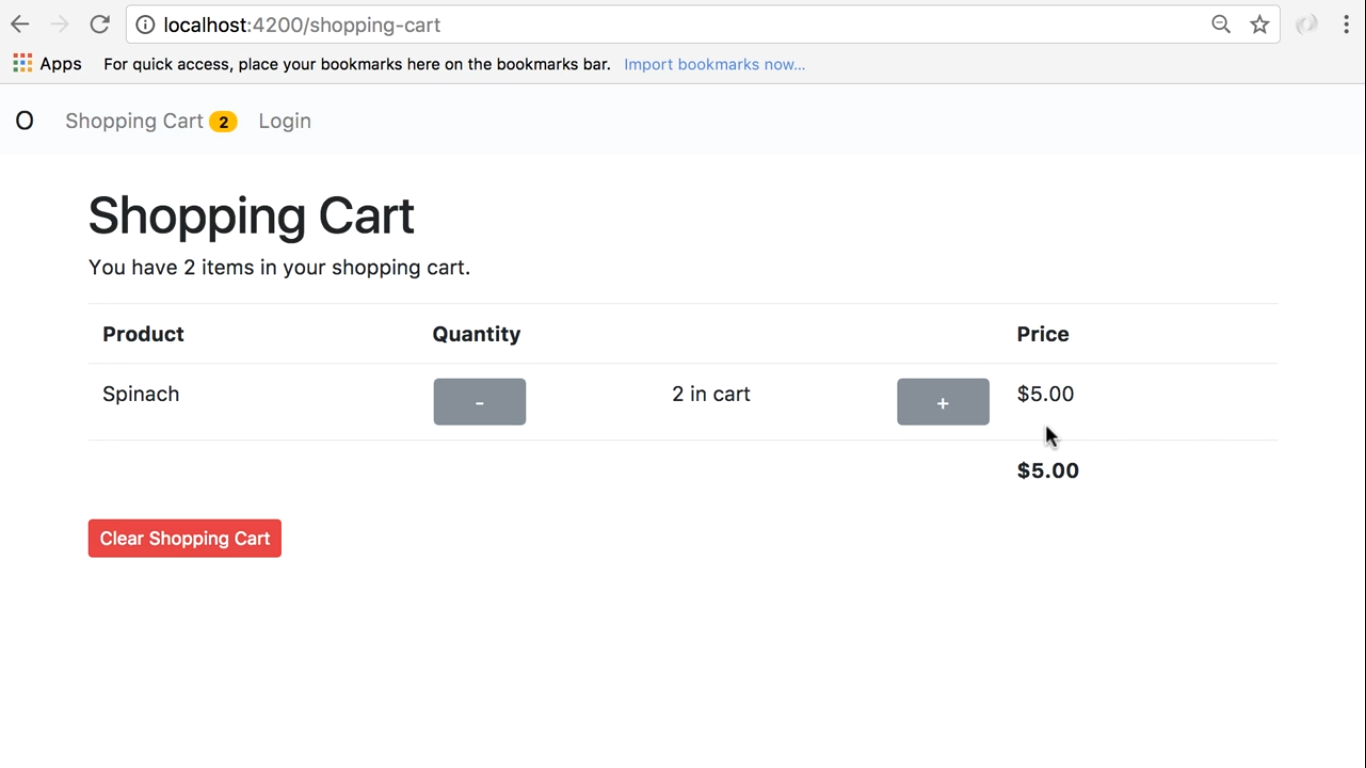 localhost:4200/shopping-cart
Apps For quick access, place your bookmarks here on the bookmarks bar. Import bookmarks now...
O Shopping Cart 2 Login
Shopping Cart
You have 2 items in your shopping cart.
Product Quantity Price
Spinach - 2 in cart + $5.00
$5.00
Clear Shopping Cart